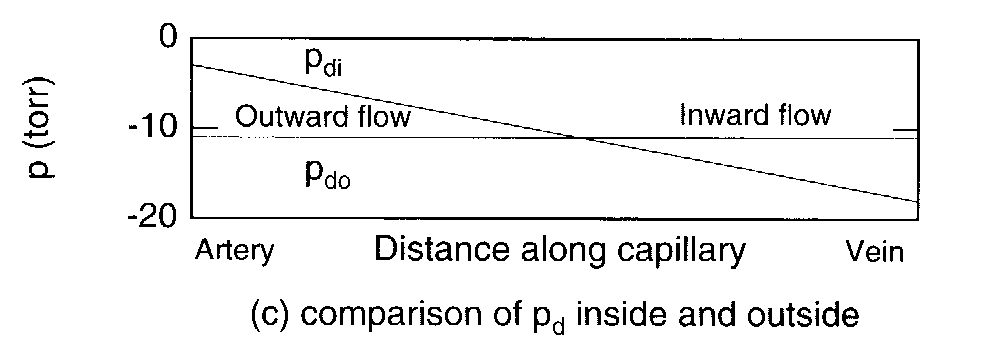 0
p (torr)
p_di
Outward flow
Inward flow
-10
p_do
-20
Artery
Distance along capillary
Vein
(c) comparison of p_d inside and outside